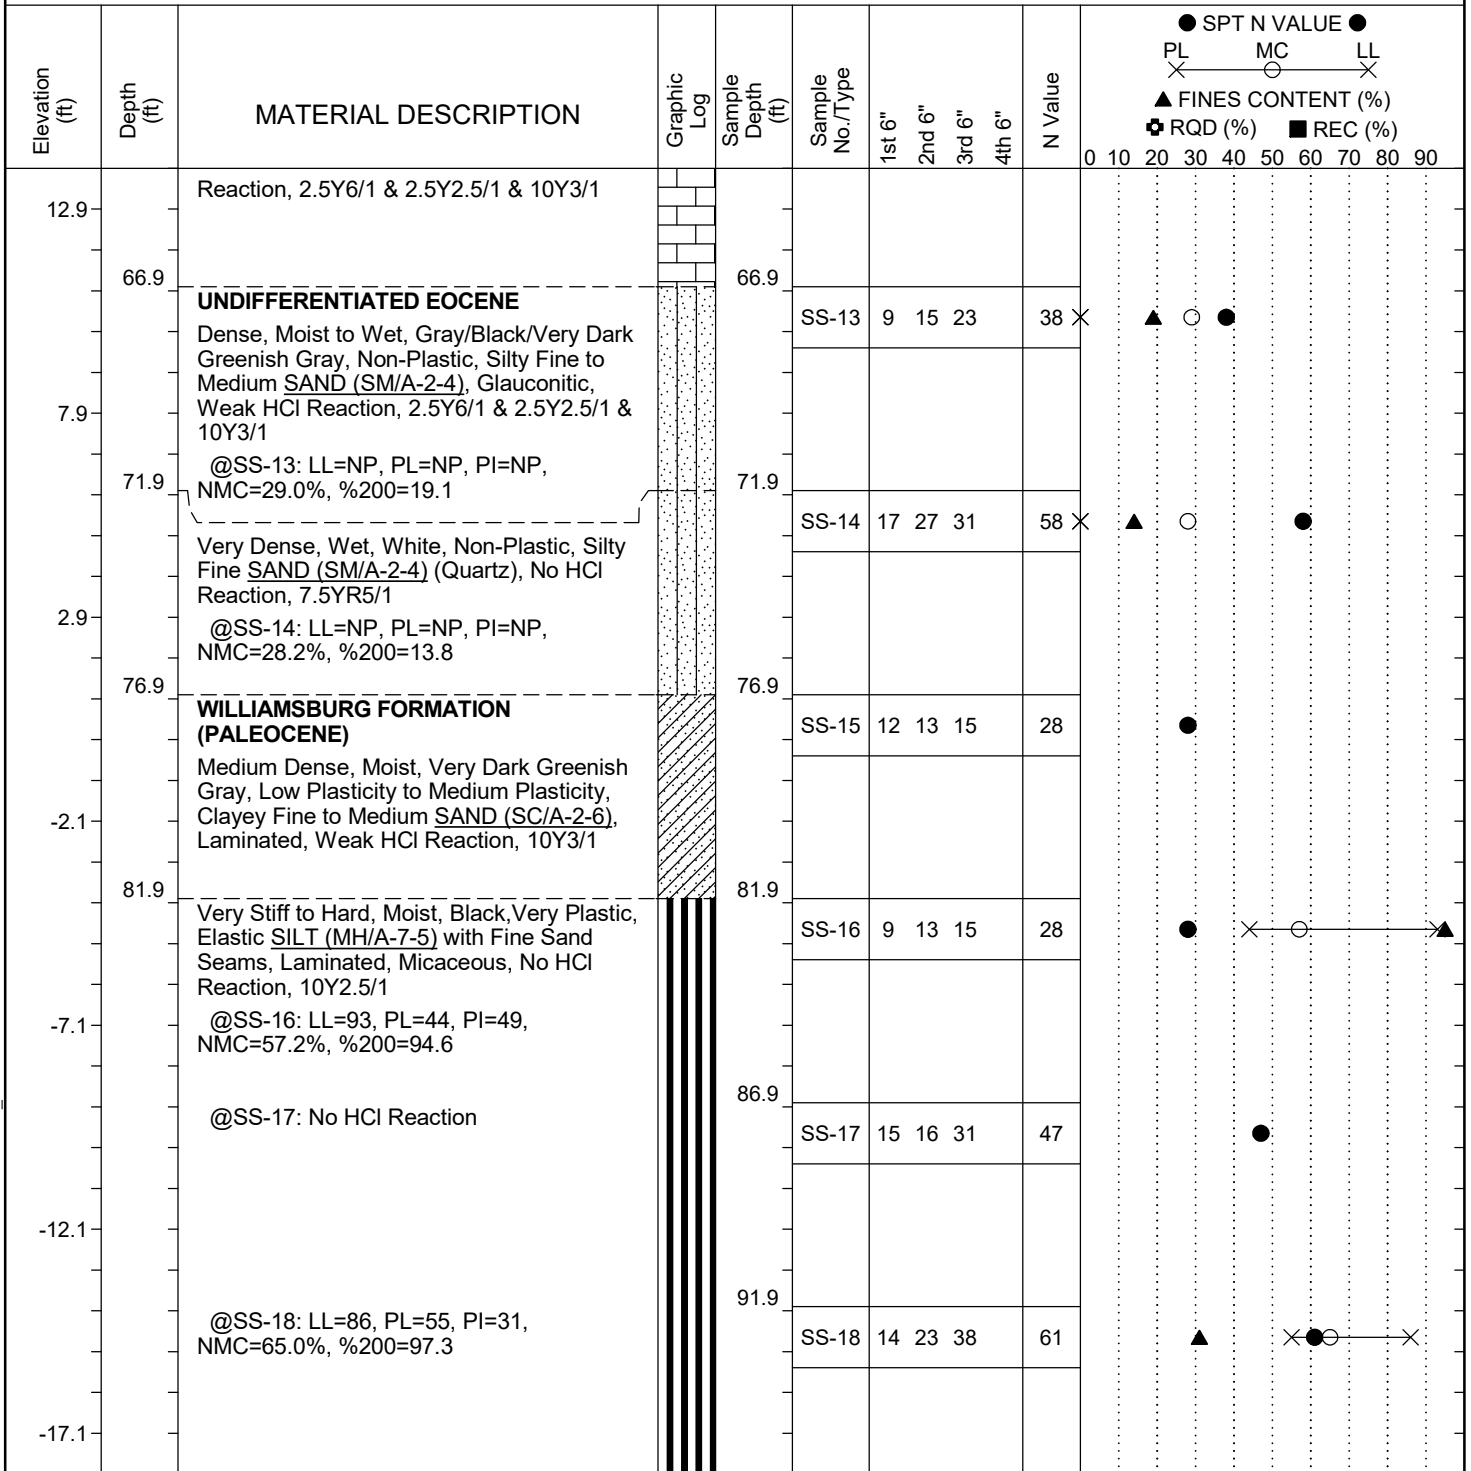 Elevation (ft)
Depth (ft)
MATERIAL DESCRIPTION
Graphic Log
Sample Depth (ft)
Sample No./Type
1st 6"
2nd 6"
3rd 6"
4th 6"
N Value
● SPT N VALUE ●
PL MC LL
▲ FINES CONTENT (%)
RQD (%) ■ REC (%)
0 10 20 30 40 50 60 70 80 90
Reaction, 2.5Y6/1 & 2.5Y2.5/1 & 10Y3/1
12.9
66.9 66.9
UNDIFFERENTIATED EOCENE
SS-13 9 15 23 38
Dense, Moist to Wet, Gray/Black/Very Dark
Greenish Gray, Non-Plastic, Silty Fine to
Medium SAND (SM/A-2-4), Glauconitic,
Weak HCl Reaction, 2.5Y6/1 & 2.5Y2.5/1 &
7.9
10Y3/1
@SS-13: LL=NP, PL=NP, PI=NP,
71.9 71.9
NMC=29.0%, %200=19.1
SS-14 17 27 31 58
Very Dense, Wet, White, Non-Plastic, Silty
Fine SAND (SM/A-2-4) (Quartz), No HCl
Reaction, 7.5YR5/1
2.9
@SS-14: LL=NP, PL=NP, PI=NP,
NMC=28.2%, %200=13.8
76.9 76.9
WILLIAMSBURG FORMATION
(PALEOCENE)
SS-15 12 13 15 28
Medium Dense, Moist, Very Dark Greenish
Gray, Low Plasticity to Medium Plasticity,
Clayey Fine to Medium SAND (SC/A-2-6),
-2.1
Laminated, Weak HCl Reaction, 10Y3/1
81.9 81.9
Very Stiff to Hard, Moist, Black,Very Plastic,
SS-16 9 13 15 28
Elastic SILT (MH/A-7-5) with Fine Sand
Seams, Laminated, Micaceous, No HCl
Reaction, 10Y2.5/1
@SS-16: LL=93, PL=44, PI=49,
-7.1
NMC=57.2%, %200=94.6
86.9
@SS-17: No HCl Reaction
SS-17 15 16 31 47
-12.1
91.9
@SS-18: LL=86, PL=55, PI=31,
SS-18 14 23 38 61
NMC=65.0%, %200=97.3
-17.1